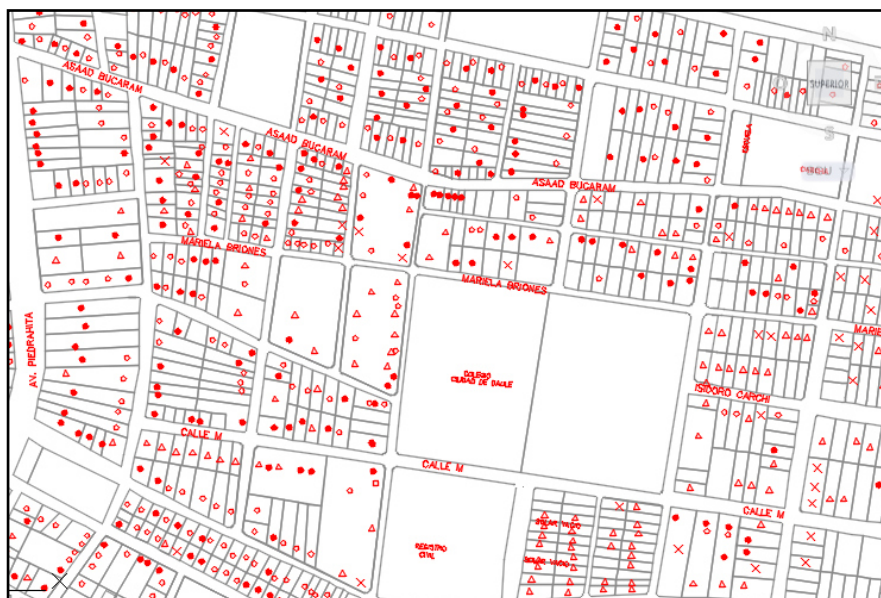 N
SUPERIOR
S
ASAAD BUCARAM
ESCUELA
ASAAD BUCARAM
ASAAD BUCARAM
MARIELA BRIONES
MARIELA BRIONES
AV. PIEDRAHITA
COLEGIO
CIUDAD DE DAULE
ISIDORO CARCHI
CALLE M
CALLE M
CALLE M
SOLAR VACIO
REGISTRO
CIVIL
SOLAR VACIO